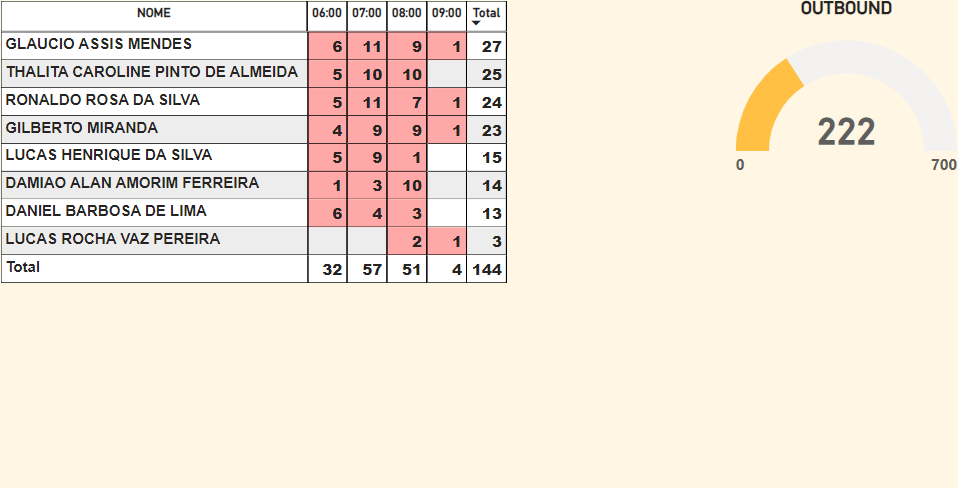 NOME 06:00 07:00 08:00 09:00 Total
GLAUCIO ASSIS MENDES 6 11 9 1 27
THALITA CAROLINE PINTO DE ALMEIDA 5 10 10 25
RONALDO ROSA DA SILVA 5 11 7 1 24
GILBERTO MIRANDA 4 9 9 1 23
LUCAS HENRIQUE DA SILVA 5 9 1 15
DAMIAO ALAN AMORIM FERREIRA 1 3 10 14
DANIEL BARBOSA DE LIMA 6 4 3 13
LUCAS ROCHA VAZ PEREIRA 2 1 3
Total 32 57 51 4 144
OUTBOUND
222
0 700